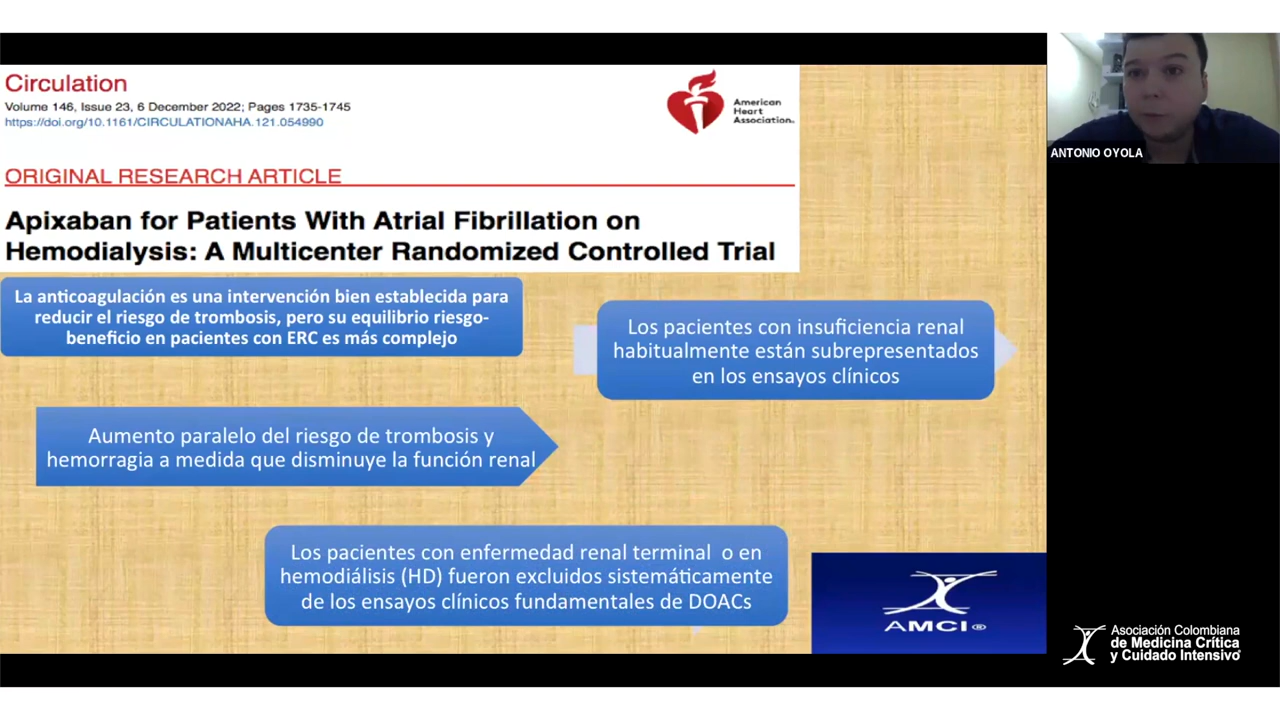 Circulation
Volume 146, Issue 23, 6 December 2022; Pages 1735-1745
https://doi.org/10.1161/CIRCULATIONAHA.121.054990
American
Heart
Association.
ORIGINAL RESEARCH ARTICLE
Apixaban for Patients With Atrial Fibrillation on
Hemodialysis: A Multicenter Randomized Controlled Trial
La anticoagulación es una intervención bien establecida para
reducir el riesgo de trombosis, pero su equilibrio riesgo-
beneficio en pacientes con ERC es más complejo
Los pacientes con insuficiencia renal
habitualmente están subrepresentados
en los ensayos clínicos
Aumento paralelo del riesgo de trombosis y
hemorragia a medida que disminuye la función renal
Los pacientes con enfermedad renal terminal o en
hemodiálisis (HD) fueron excluidos sistemáticamente
de los ensayos clínicos fundamentales de DOACs
AMCI®
ANTONIO OYOLA
Asociación Colombiana
de Medicina Crítica
y Cuidado Intensivo®